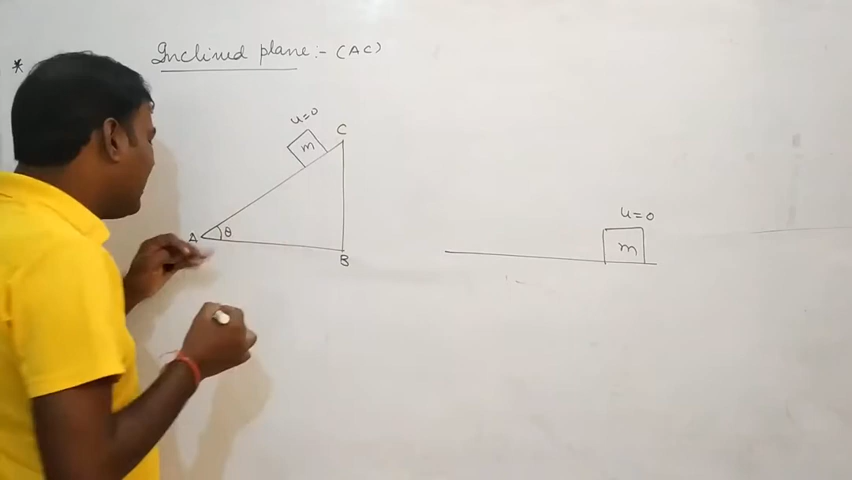 * Inclined plane :- (AC)
u=0
C
m
A
θ
B
u=0
m